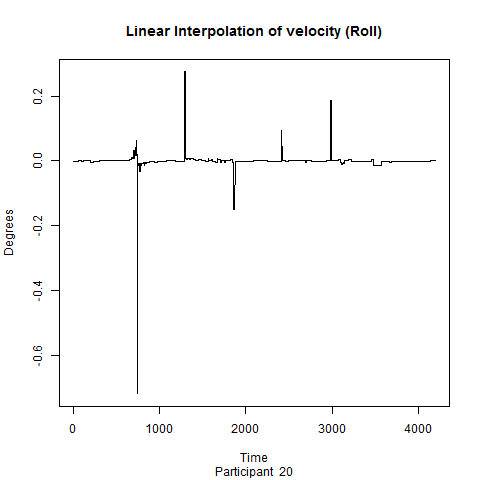 Linear Interpolation of velocity (Roll)
Degrees
0.2
0.0
-0.2
-0.4
-0.6
0 1000 2000 3000 4000
Time
Participant 20